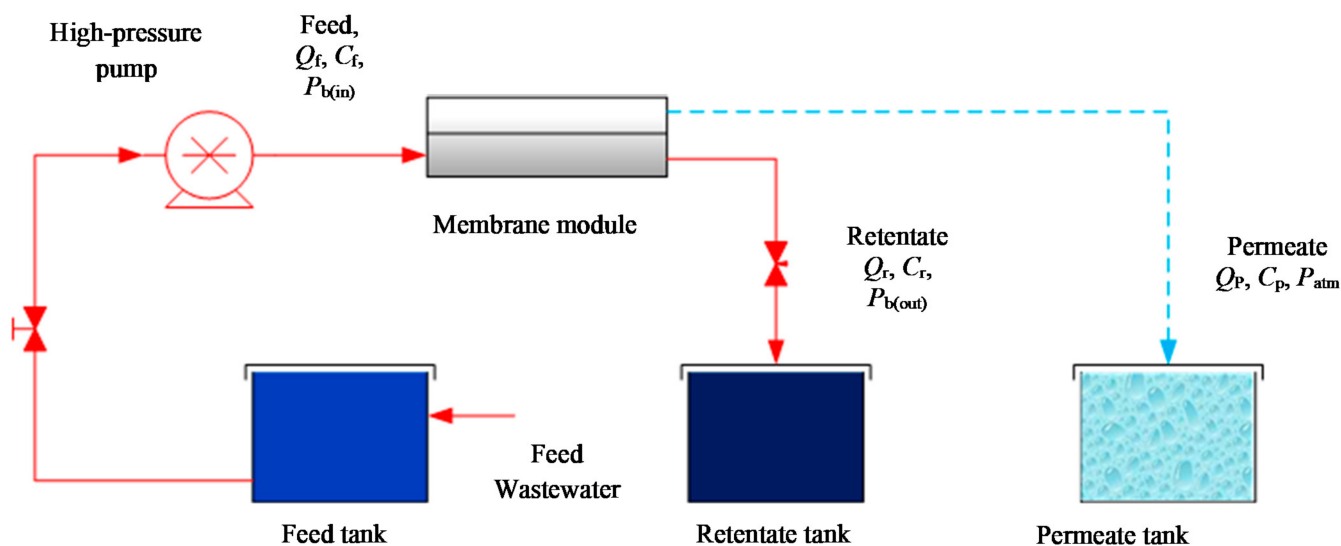 High-pressure
pump
Feed,
Qf, Cf,
Pb(in)
Membrane module
Retentate
Qr, Cr,
Pb(out)
Permeate
QP, Cp, Patm
Feed
Wastewater
Feed tank
Retentate tank
Permeate tank